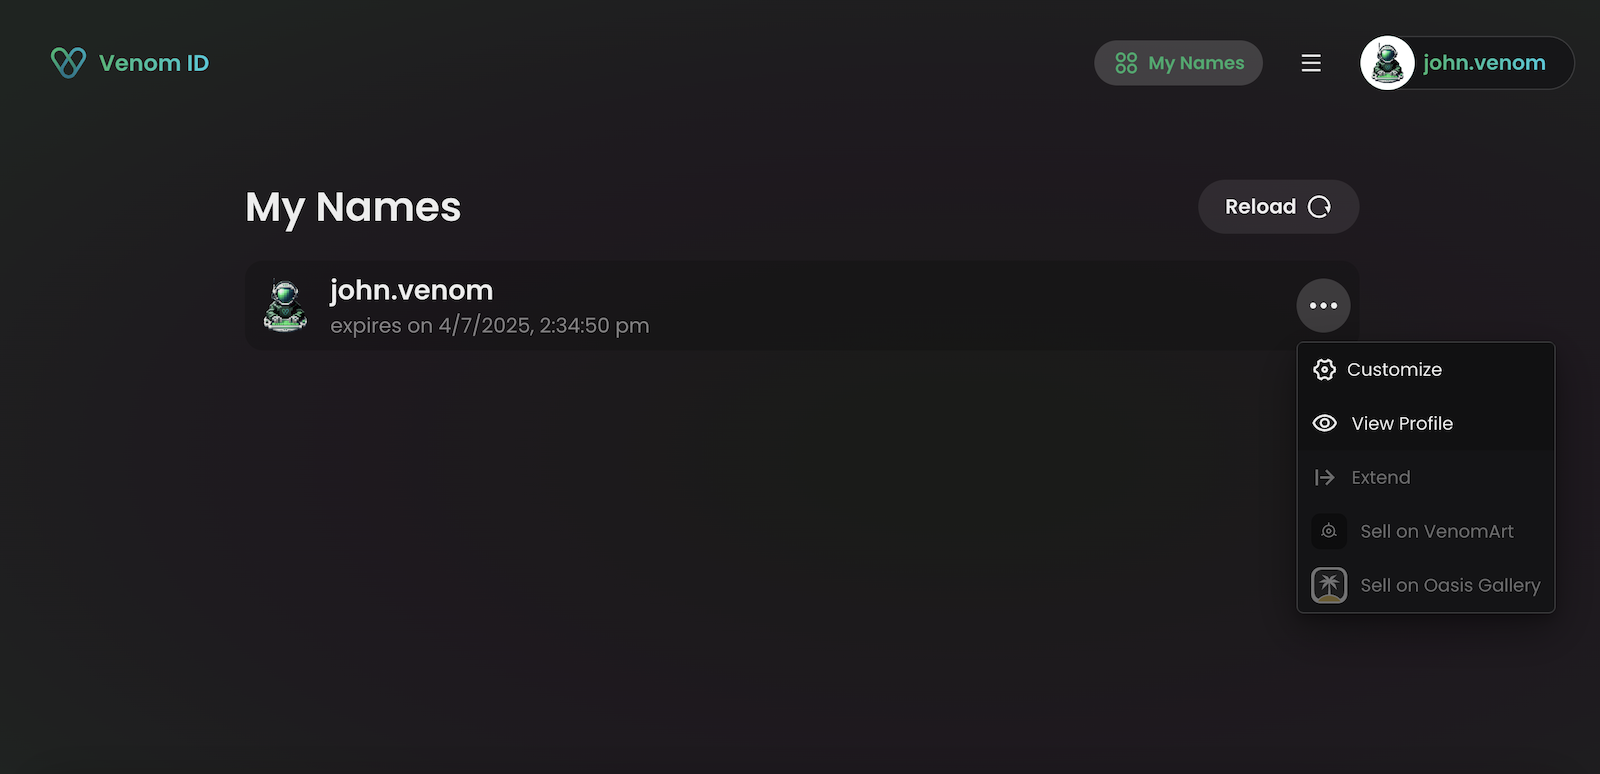 Venom ID
My Names
john.venom
My Names
Reload
john.venom
expires on 4/7/2025, 2:34:50 pm
Customize
View Profile
Extend
Sell on VenomArt
Sell on Oasis Gallery